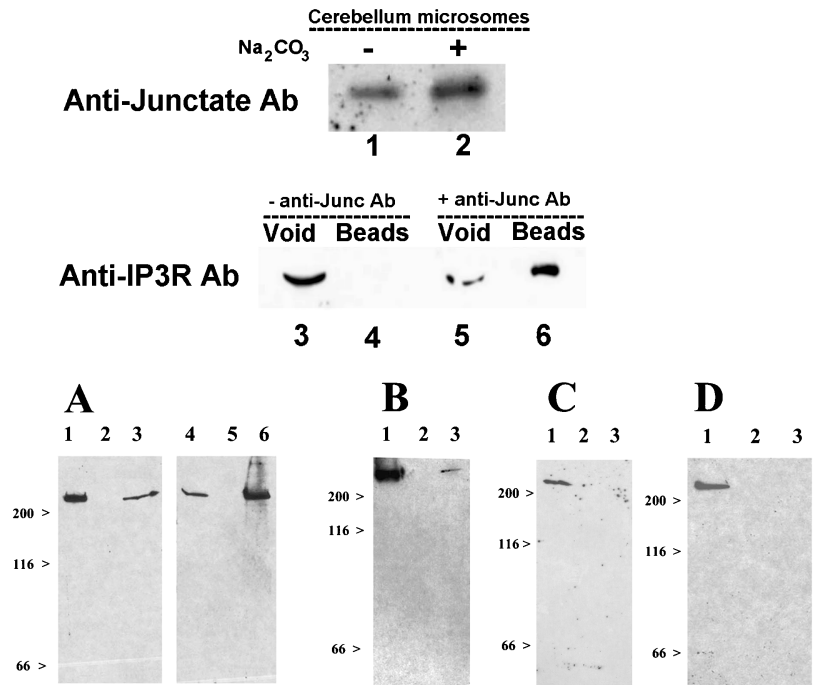 Cerebellum microsomes
Na2CO3 - +
Anti-Junctate Ab
1 2
- anti-Junc Ab + anti-Junc Ab
Void Beads Void Beads
Anti-IP3R Ab
3 4 5 6
A B C D
1 2 3 4 5 6 1 2 3 1 2 3 1 2 3
200 > 200 > 200 > 200 >
116 > 116 > 116 > 116 >
66 > 66 > 66 > 66 >